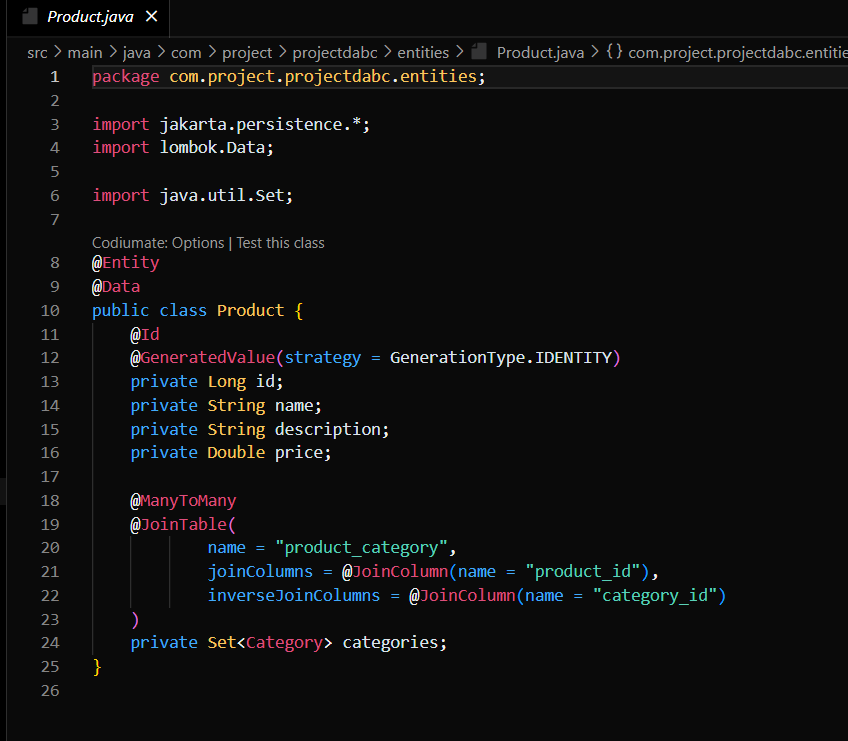 Product.java ✕
src > main > java > com > project > projectdabc > entities > Product.java > {} com.project.projectdabc.entitie
1 package com.project.projectdabc.entities;
2
3 import jakarta.persistence.*;
4 import lombok.Data;
5
6 import java.util.Set;
7
Codiumate: Options | Test this class
8 @Entity
9 @Data
10 public class Product {
11     @Id
12     @GeneratedValue(strategy = GenerationType.IDENTITY)
13     private Long id;
14     private String name;
15     private String description;
16     private Double price;
17
18     @ManyToMany
19     @JoinTable(
20             name = "product_category",
21             joinColumns = @JoinColumn(name = "product_id"),
22             inverseJoinColumns = @JoinColumn(name = "category_id")
23     )
24     private Set<Category> categories;
25 }
26